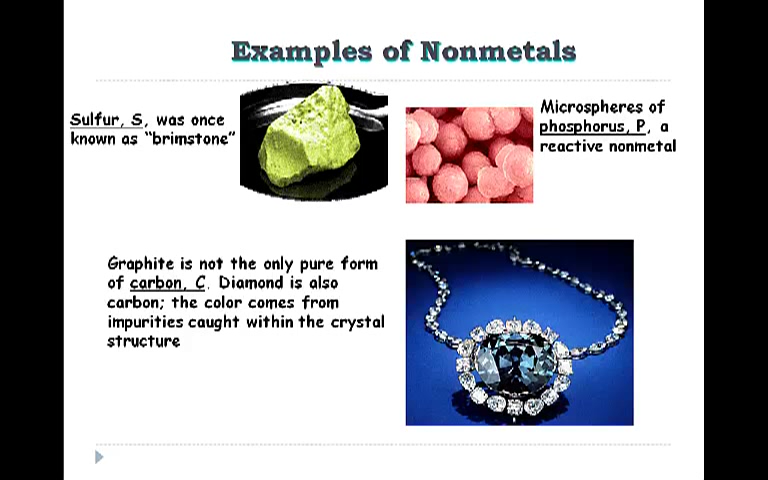 Examples of Nonmetals
Sulfur, S, was once
known as “brimstone”
Microspheres of
phosphorus, P, a
reactive nonmetal
Graphite is not the only pure form
of carbon, C. Diamond is also
carbon; the color comes from
impurities caught within the crystal
structure